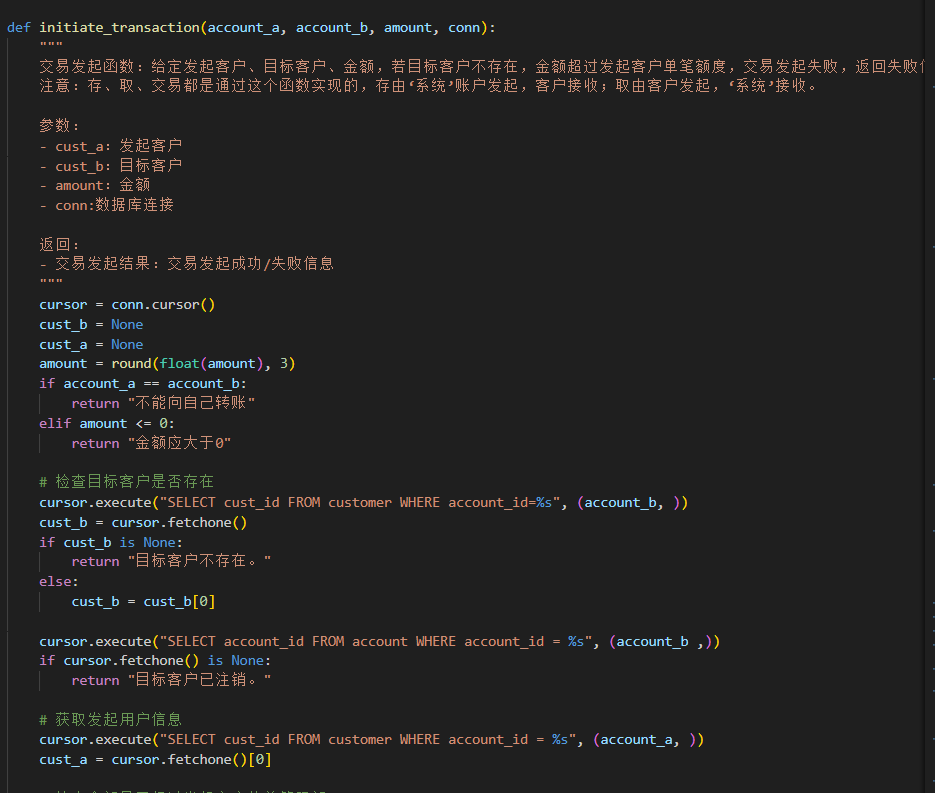 def initiate_transaction(account_a, account_b, amount, conn):
    """
    交易发起函数：给定发起客户、目标客户、金额，若目标客户不存在，金额超过发起客户单笔额度，交易发起失败，返回失败
    注意：存、取、交易都是通过这个函数实现的，存由‘系统’账户发起，客户接收；取由客户发起，‘系统’接收。

    参数：
    - cust_a：发起客户
    - cust_b：目标客户
    - amount：金额
    - conn:数据库连接

    返回：
    - 交易发起结果：交易发起成功/失败信息
    """
    cursor = conn.cursor()
    cust_b = None
    cust_a = None
    amount = round(float(amount), 3)
    if account_a == account_b:
        return "不能向自己转账"
    elif amount <= 0:
        return "金额应大于0"

    # 检查目标客户是否存在
    cursor.execute("SELECT cust_id FROM customer WHERE account_id=%s", (account_b, ))
    cust_b = cursor.fetchone()
    if cust_b is None:
        return "目标客户不存在。"
    else:
        cust_b = cust_b[0]

    cursor.execute("SELECT account_id FROM account WHERE account_id = %s", (account_b ,))
    if cursor.fetchone() is None:
        return "目标客户已注销。"

    # 获取发起用户信息
    cursor.execute("SELECT cust_id FROM customer WHERE account_id = %s", (account_a, ))
    cust_a = cursor.fetchone()[0]